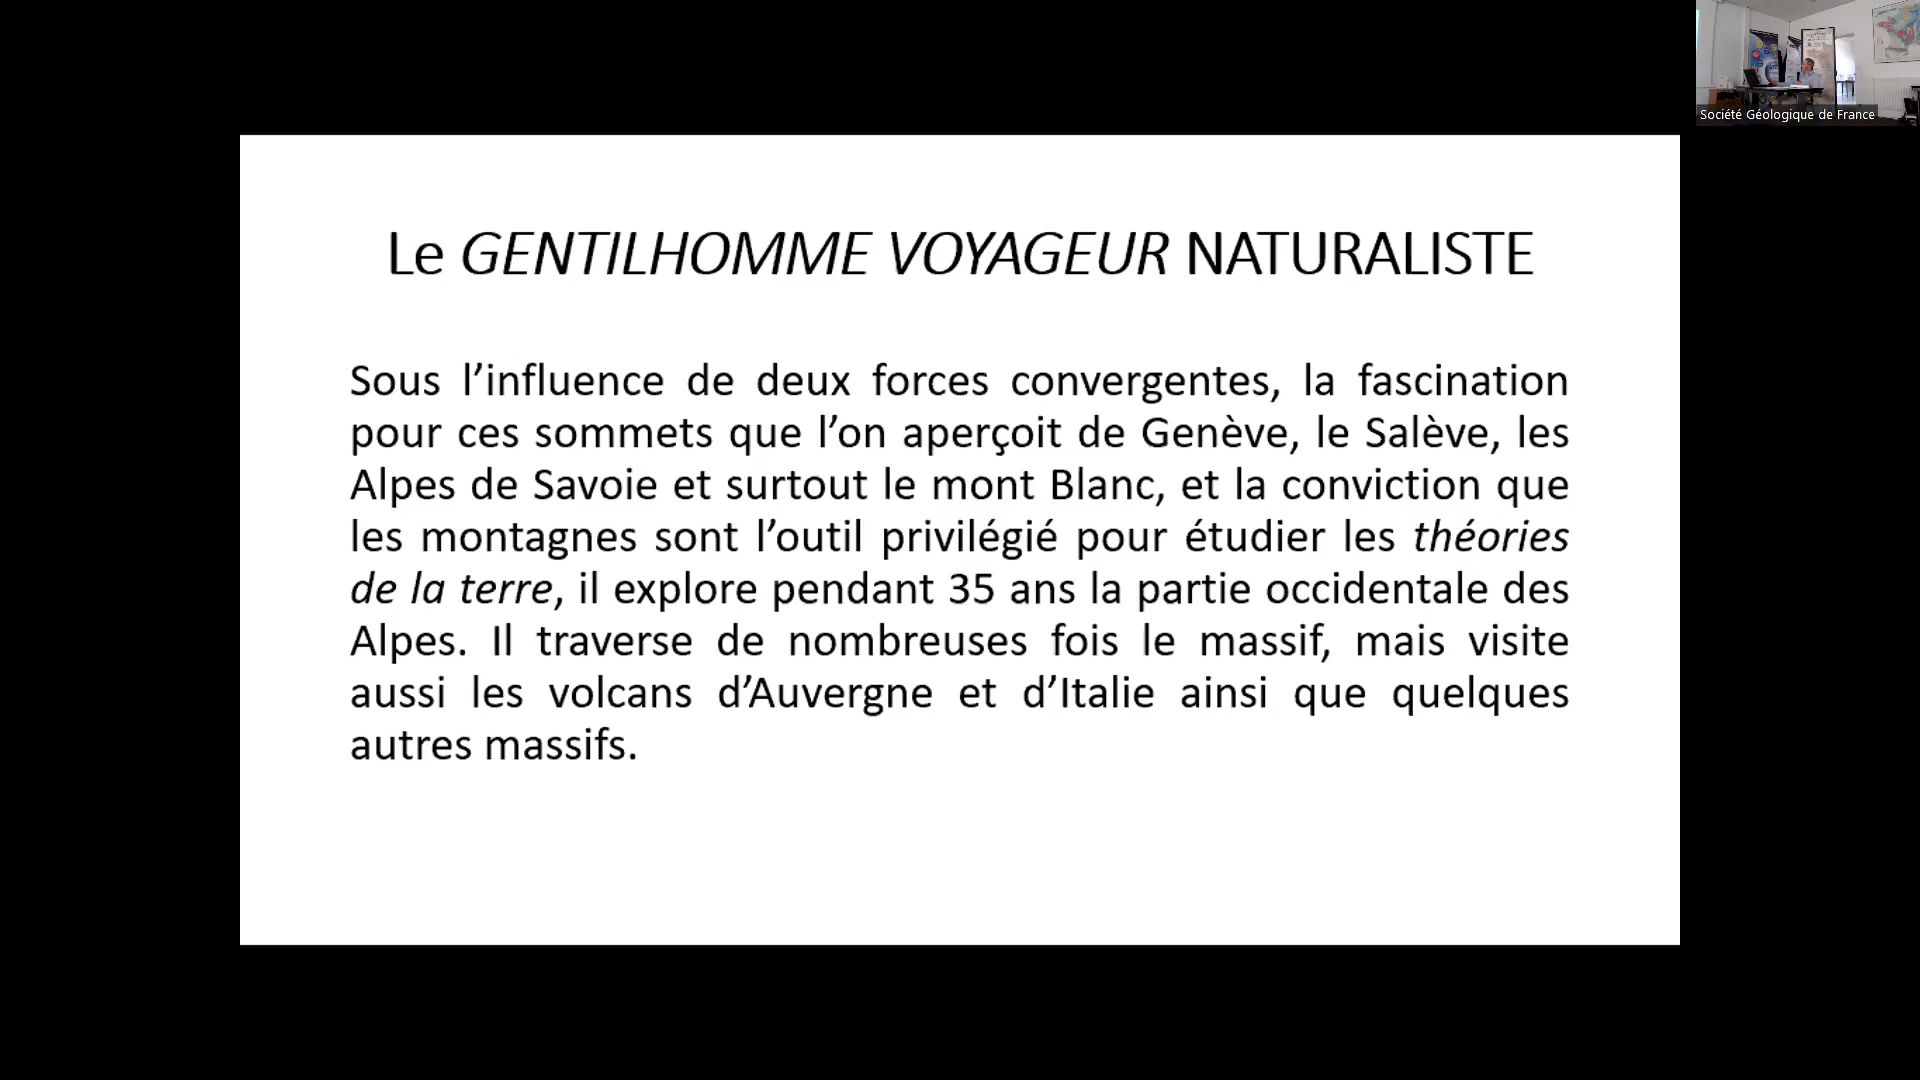 Société Géologique de France
Le GENTILHOMME VOYAGEUR NATURALISTE
Sous l’influence de deux forces convergentes, la fascination
pour ces sommets que l’on aperçoit de Genève, le Salève, les
Alpes de Savoie et surtout le mont Blanc, et la conviction que
les montagnes sont l’outil privilégié pour étudier les théories
de la terre, il explore pendant 35 ans la partie occidentale des
Alpes. Il traverse de nombreuses fois le massif, mais visite
aussi les volcans d’Auvergne et d’Italie ainsi que quelques
autres massifs.